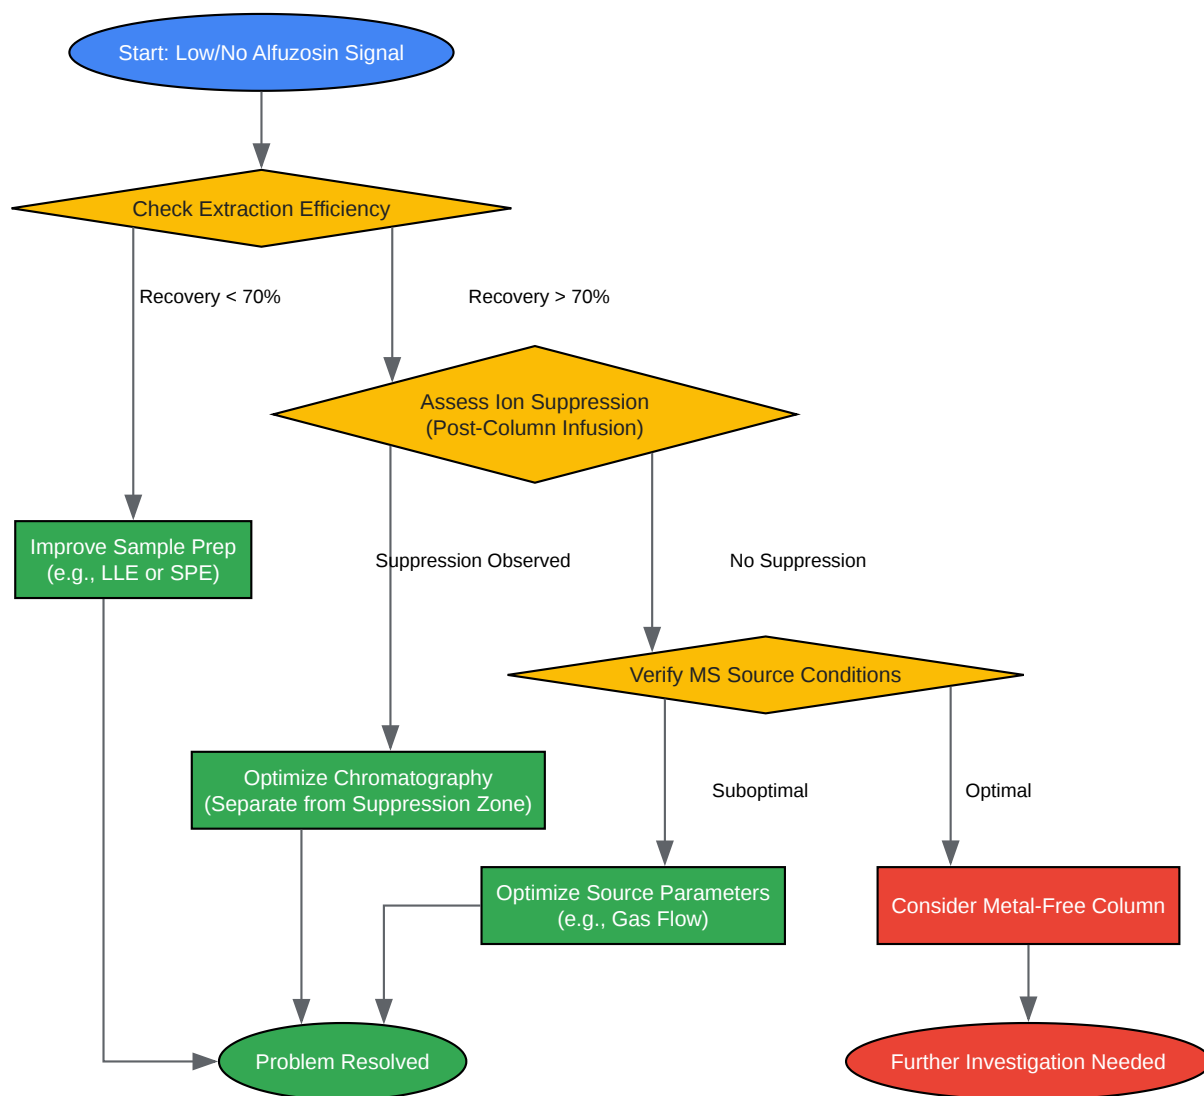 Start: Low/No Alfuzosin Signal
Check Extraction Efficiency
Recovery < 70%
Recovery > 70%
Assess Ion Suppression
(Post-Column Infusion)
Improve Sample Prep
(e.g., LLE or SPE)
Suppression Observed
No Suppression
Verify MS Source Conditions
Optimize Chromatography
(Separate from Suppression Zone)
Suboptimal
Optimal
Optimize Source Parameters
(e.g., Gas Flow)
Consider Metal-Free Column
Problem Resolved
Further Investigation Needed